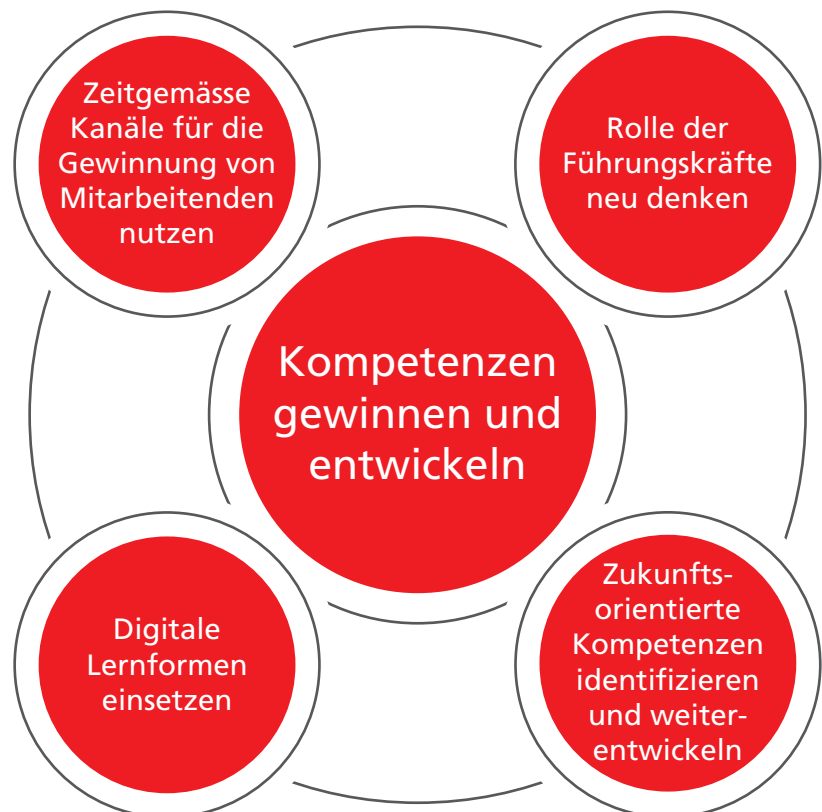 Zeitgemässe
Kanäle für die
Gewinnung von
Mitarbeitenden
nutzen
Rolle der
Führungskräfte
neu denken
Kompetenzen
gewinnen und
entwickeln
Digitale
Lernformen
einsetzen
Zukunfts-
orientierte
Kompetenzen
identifizieren
und weiter-
entwickeln